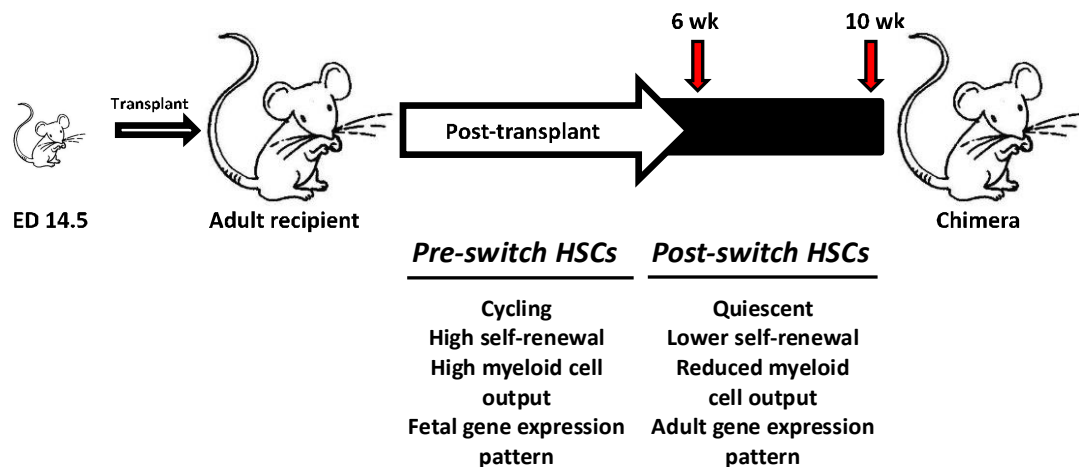 6 wk
10 wk
Transplant
Post-transplant
ED 14.5
Adult recipient
Chimera
Pre-switch HSCs
Post-switch HSCs
Cycling
High self-renewal
High myeloid cell
output
Fetal gene expression
pattern
Quiescent
Lower self-renewal
Reduced myeloid
cell output
Adult gene expression
pattern